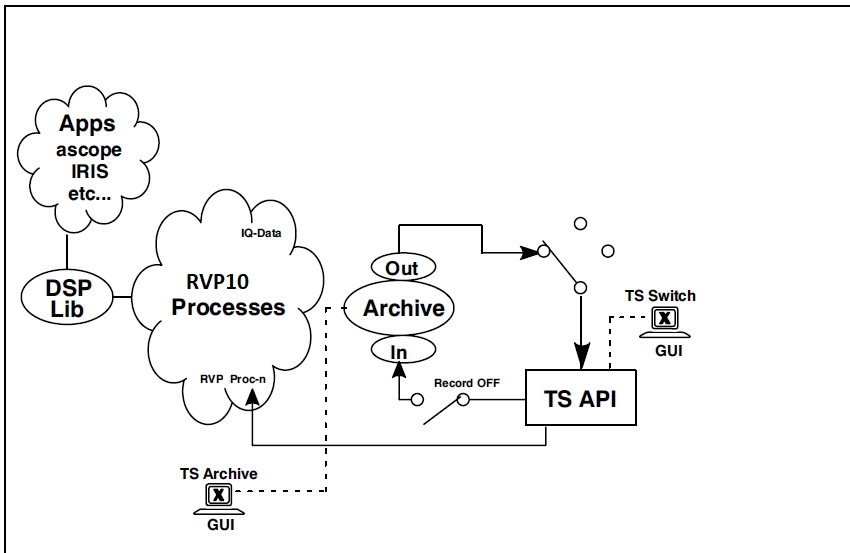 Apps
ascope
IRIS
etc...
IQ-Data
RVP10
Processes
DSP
Lib
RVP Proc-n
Out
Archive
In
Record OFF
TS Switch
X
GUI
TS API
TS Archive
X
GUI